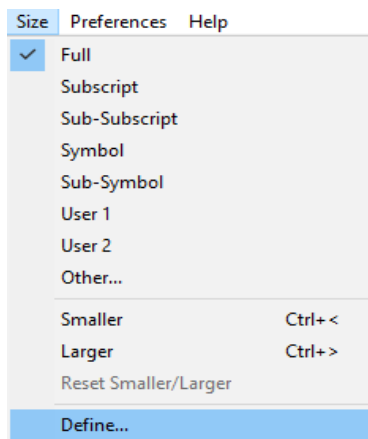 Size Preferences Help
Full
Subscript
Sub-Subscript
Symbol
Sub-Symbol
User 1
User 2
Other...
Smaller Ctrl+<
Larger Ctrl+>
Reset Smaller/Larger
Define...